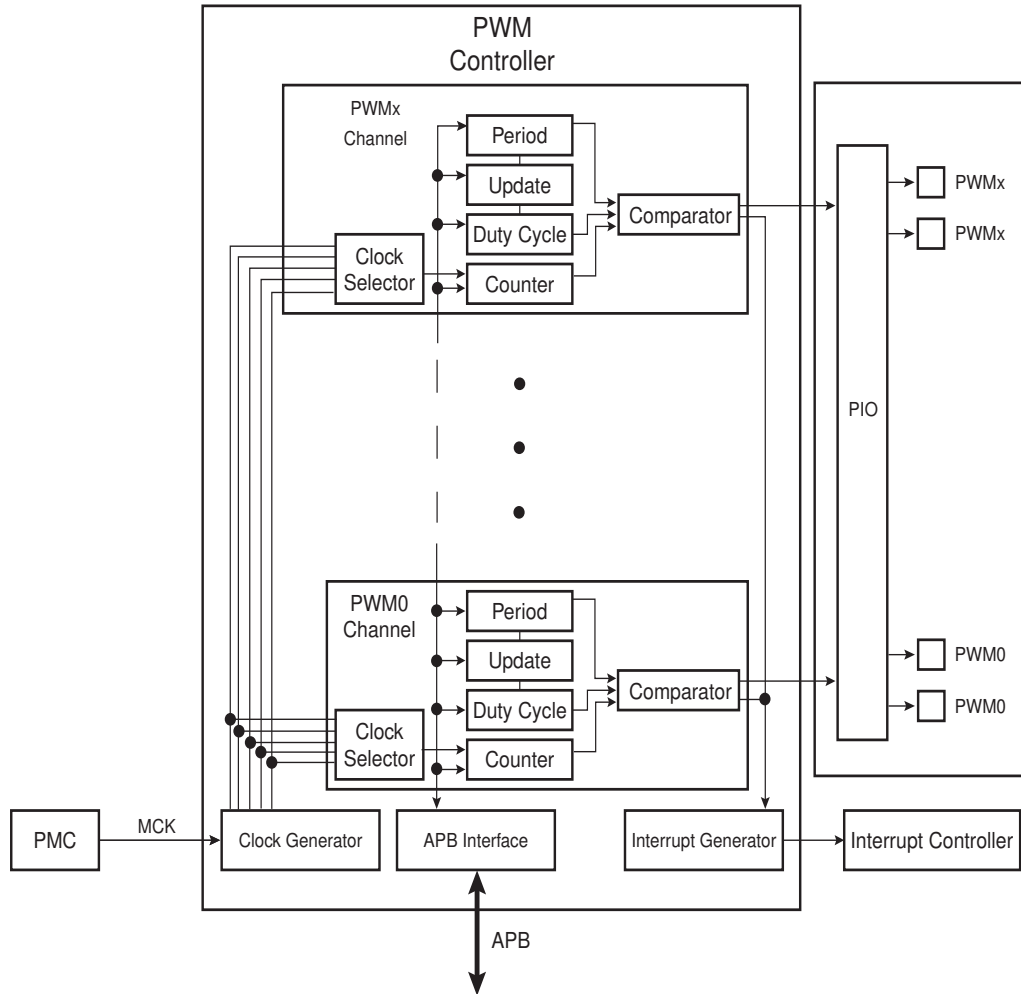 PWM
Controller
PWMx
Channel
Period
Update
Duty Cycle
Clock
Selector
Counter
Comparator
PIO
PWMx
PWMx
PWM0
Channel
Period
Update
Duty Cycle
Clock
Selector
Counter
Comparator
PWM0
PWM0
PMC
MCK
Clock Generator
APB Interface
Interrupt Generator
Interrupt Controller
APB